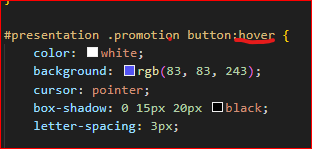 }
#presentation .promotion button:hover {
color: white;
background: rgb(83, 83, 243);
cursor: pointer;
box-shadow: 0 15px 20px black;
letter-spacing: 3px;